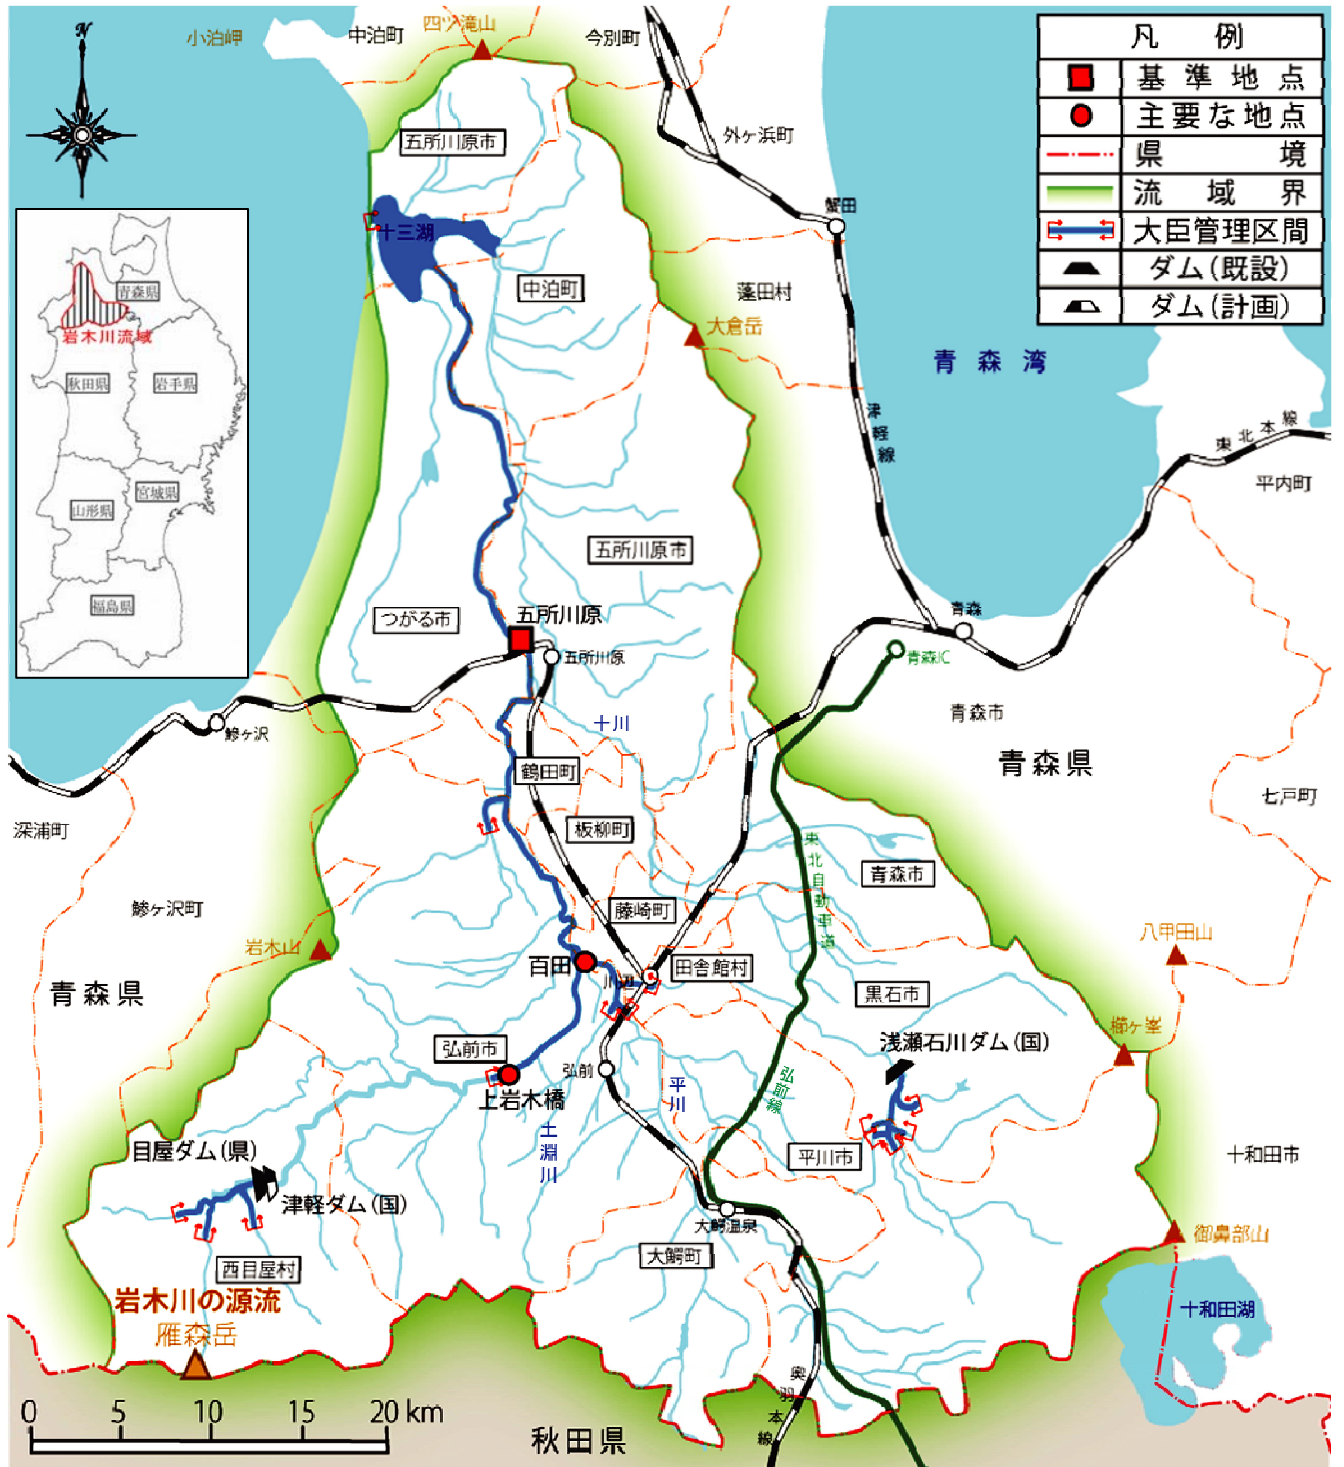 N
小泊岬
中泊町
四ツ滝山
今別町
凡 例
基準地点
主要な地点
県境
流域界
大臣管理区間
ダム(既設)
ダム(計画)
外ヶ浜町
五所川原市
蟹田
十三湖
中泊町
蓬田村
大倉岳
青森湾
津軽線
東北本線
平内町
青森県
岩木川流域
秋田県
岩手県
宮城県
山形県
福島県
五所川原市
つがる市
五所川原
五所川原
青森
青森IC
鰺ヶ沢
十川
青森市
青森県
鶴田町
七戸町
深浦町
板柳町
東北自動車道
青森市
鰺ヶ沢町
藤崎町
岩木山
八甲田山
百田
川辺
田舎館村
青森県
黒石市
櫛ヶ峯
浅瀬石川ダム(国)
弘前市
弘前
上岩木橋
平川
弘前線
土淵川
目屋ダム(県)
平川市
十和田市
津軽ダム(国)
大鰐温泉
御鼻部山
大鰐町
西目屋村
岩木川の源流
雁森岳
十和田湖
奥羽本線
0 5 10 15 20 km
秋田県